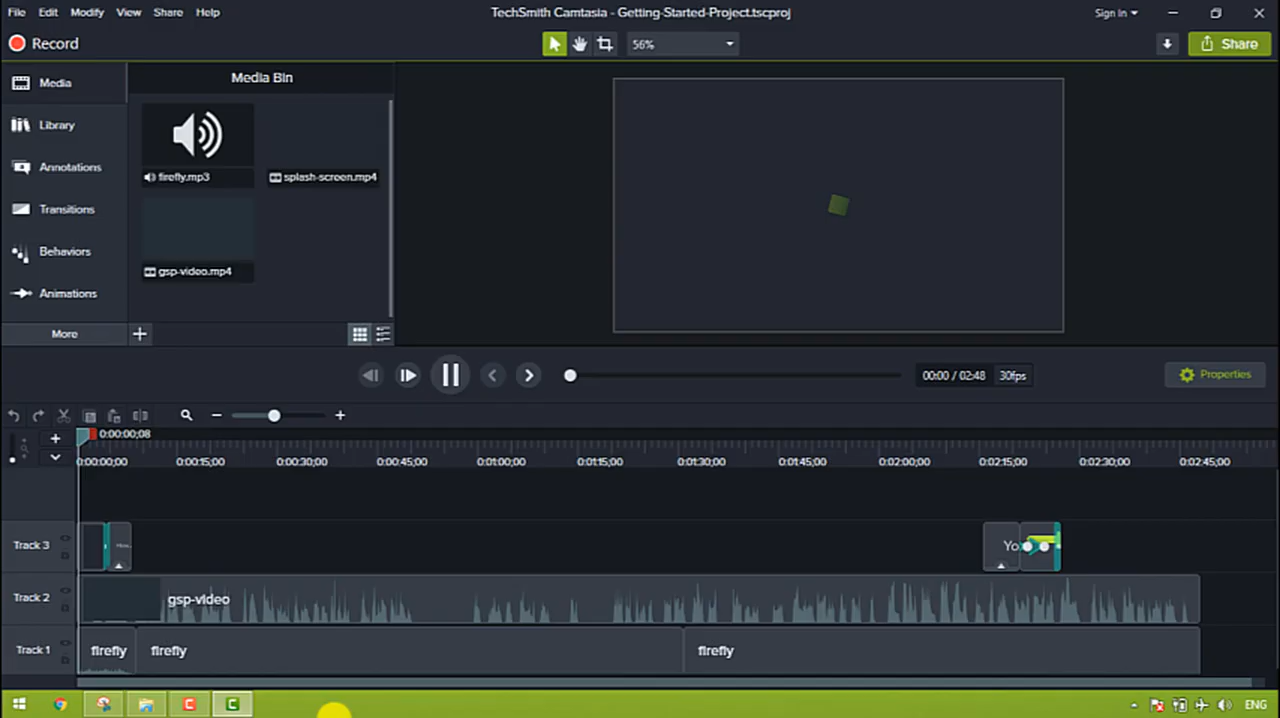 File Edit Modify View Share Help TechSmith Camtasia - Getting-Started-Project.tscproj Sign In
Record 56% Share
Media Media Bin
Library
firefly.mp3 splash-screen.mp4
Annotations
Transitions
Behaviors
gsp-video.mp4
Animations
More
00:00 / 02:48 30fps Properties
0:00:00;08
0:00:00;00 0:00:15;00 0:00:30;00 0:00:45;00 0:01:00;00 0:01:15;00 0:01:30;00 0:01:45;00 0:02:00;00 0:02:15;00 0:02:30;00 0:02:45;00
Track 3 Yo
Track 2 gsp-video
Track 1 firefly firefly firefly
ENG